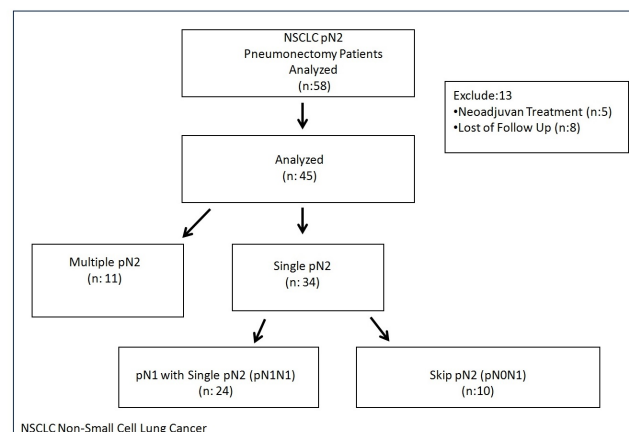 NSCLC pN2
Pneumonectomy Patients
Analyzed
(n:58)
Exclude:13
•Neoadjuvan Treatment (n:5)
•Lost of Follow Up (n:8)
Analyzed
(n: 45)
Multiple pN2
(n: 11)
Single pN2
(n: 34)
pN1 with Single pN2 (pN1N1)
(n: 24)
Skip pN2 (pN0N1)
(n:10)
NSCLC Non-Small Cell Lung Cancer